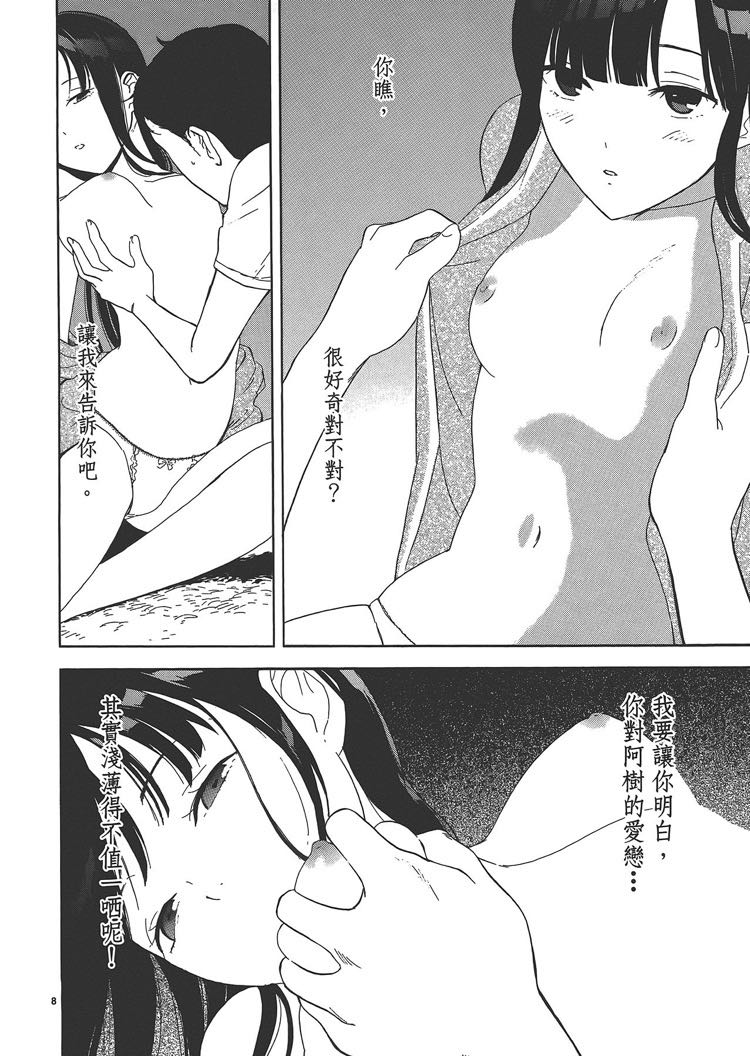 你瞧，
很好奇對不對？
讓我來告訴你吧。
我要讓你明白，
你對阿樹的愛戀…
其實淺薄得不值一哂呢！
8